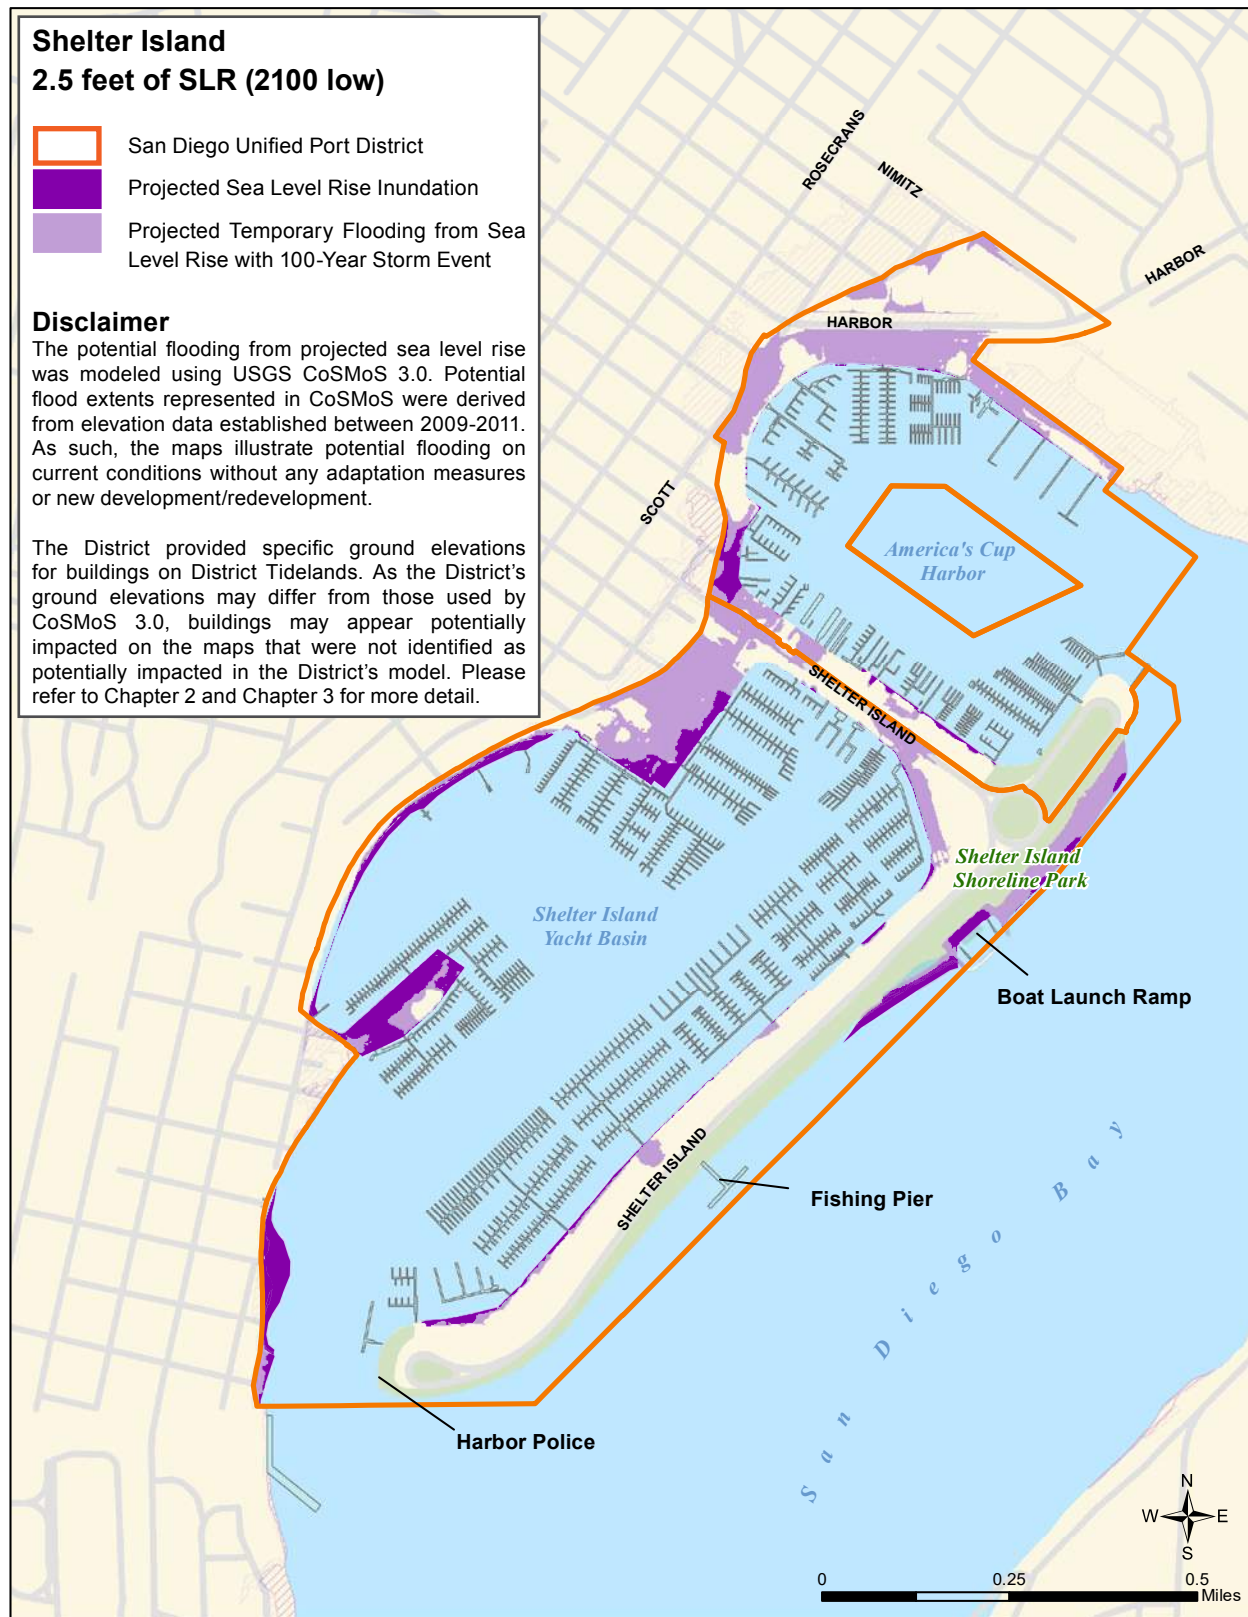 Shelter Island
2.5 feet of SLR (2100 low)
San Diego Unified Port District
Projected Sea Level Rise Inundation
Projected Temporary Flooding from Sea
Level Rise with 100-Year Storm Event
Disclaimer
The potential flooding from projected sea level rise
was modeled using USGS CoSMoS 3.0. Potential
flood extents represented in CoSMoS were derived
from elevation data established between 2009-2011.
As such, the maps illustrate potential flooding on
current conditions without any adaptation measures
or new development/redevelopment.
The District provided specific ground elevations
for buildings on District Tidelands. As the District's
ground elevations may differ from those used by
CoSMoS 3.0, buildings may appear potentially
impacted on the maps that were not identified as
potentially impacted in the District's model. Please
refer to Chapter 2 and Chapter 3 for more detail.
ROSECRANS
NIMITZ
HARBOR
HARBOR
SCOTT
America's Cup
Harbor
SHELTER ISLAND
Shelter Island
Shoreline Park
Shelter Island
Yacht Basin
Boat Launch Ramp
SHELTER ISLAND
Fishing Pier
Harbor Police
San Diego Bay
N
W E
S
0 0.25 0.5
Miles